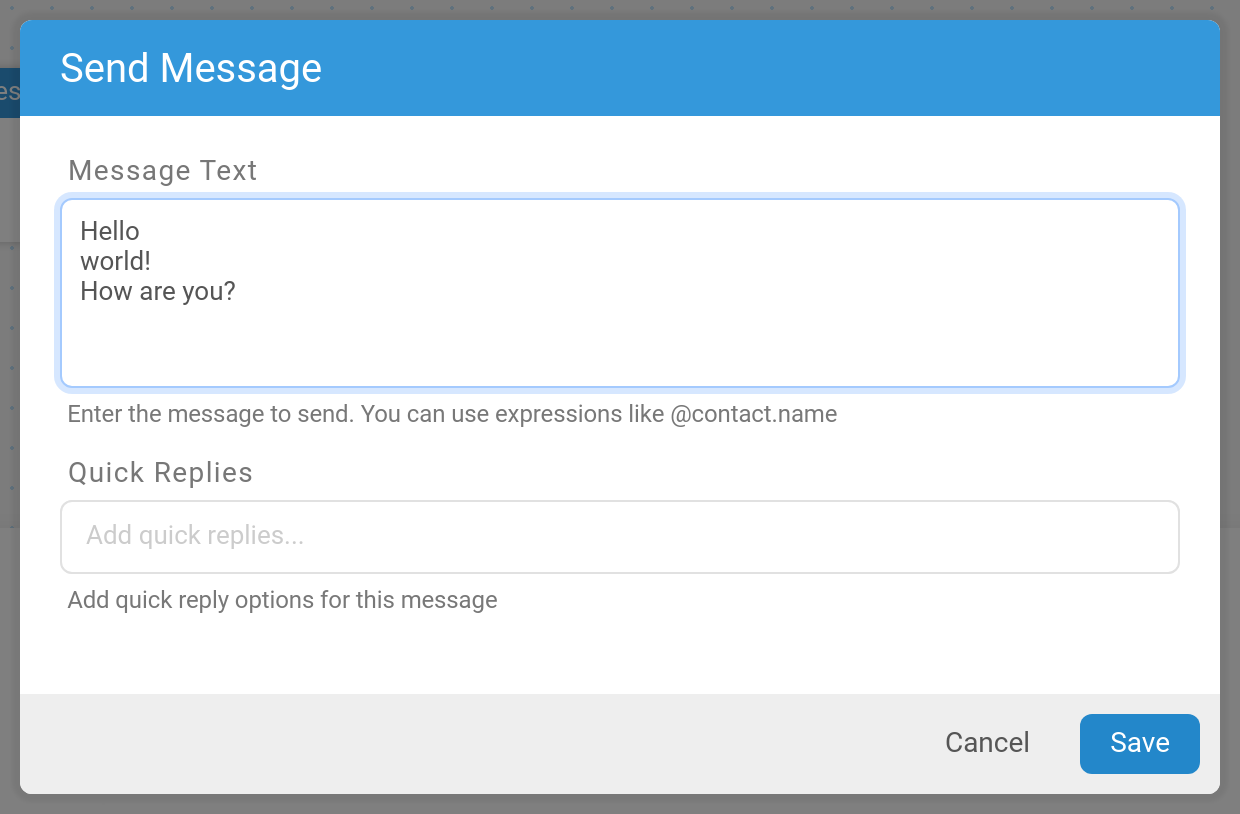 Send Message
es
Message Text
Hello
world!
How are you?
Enter the message to send. You can use expressions like @contact.name
Quick Replies
Add quick replies...
Add quick reply options for this message
Cancel
Save